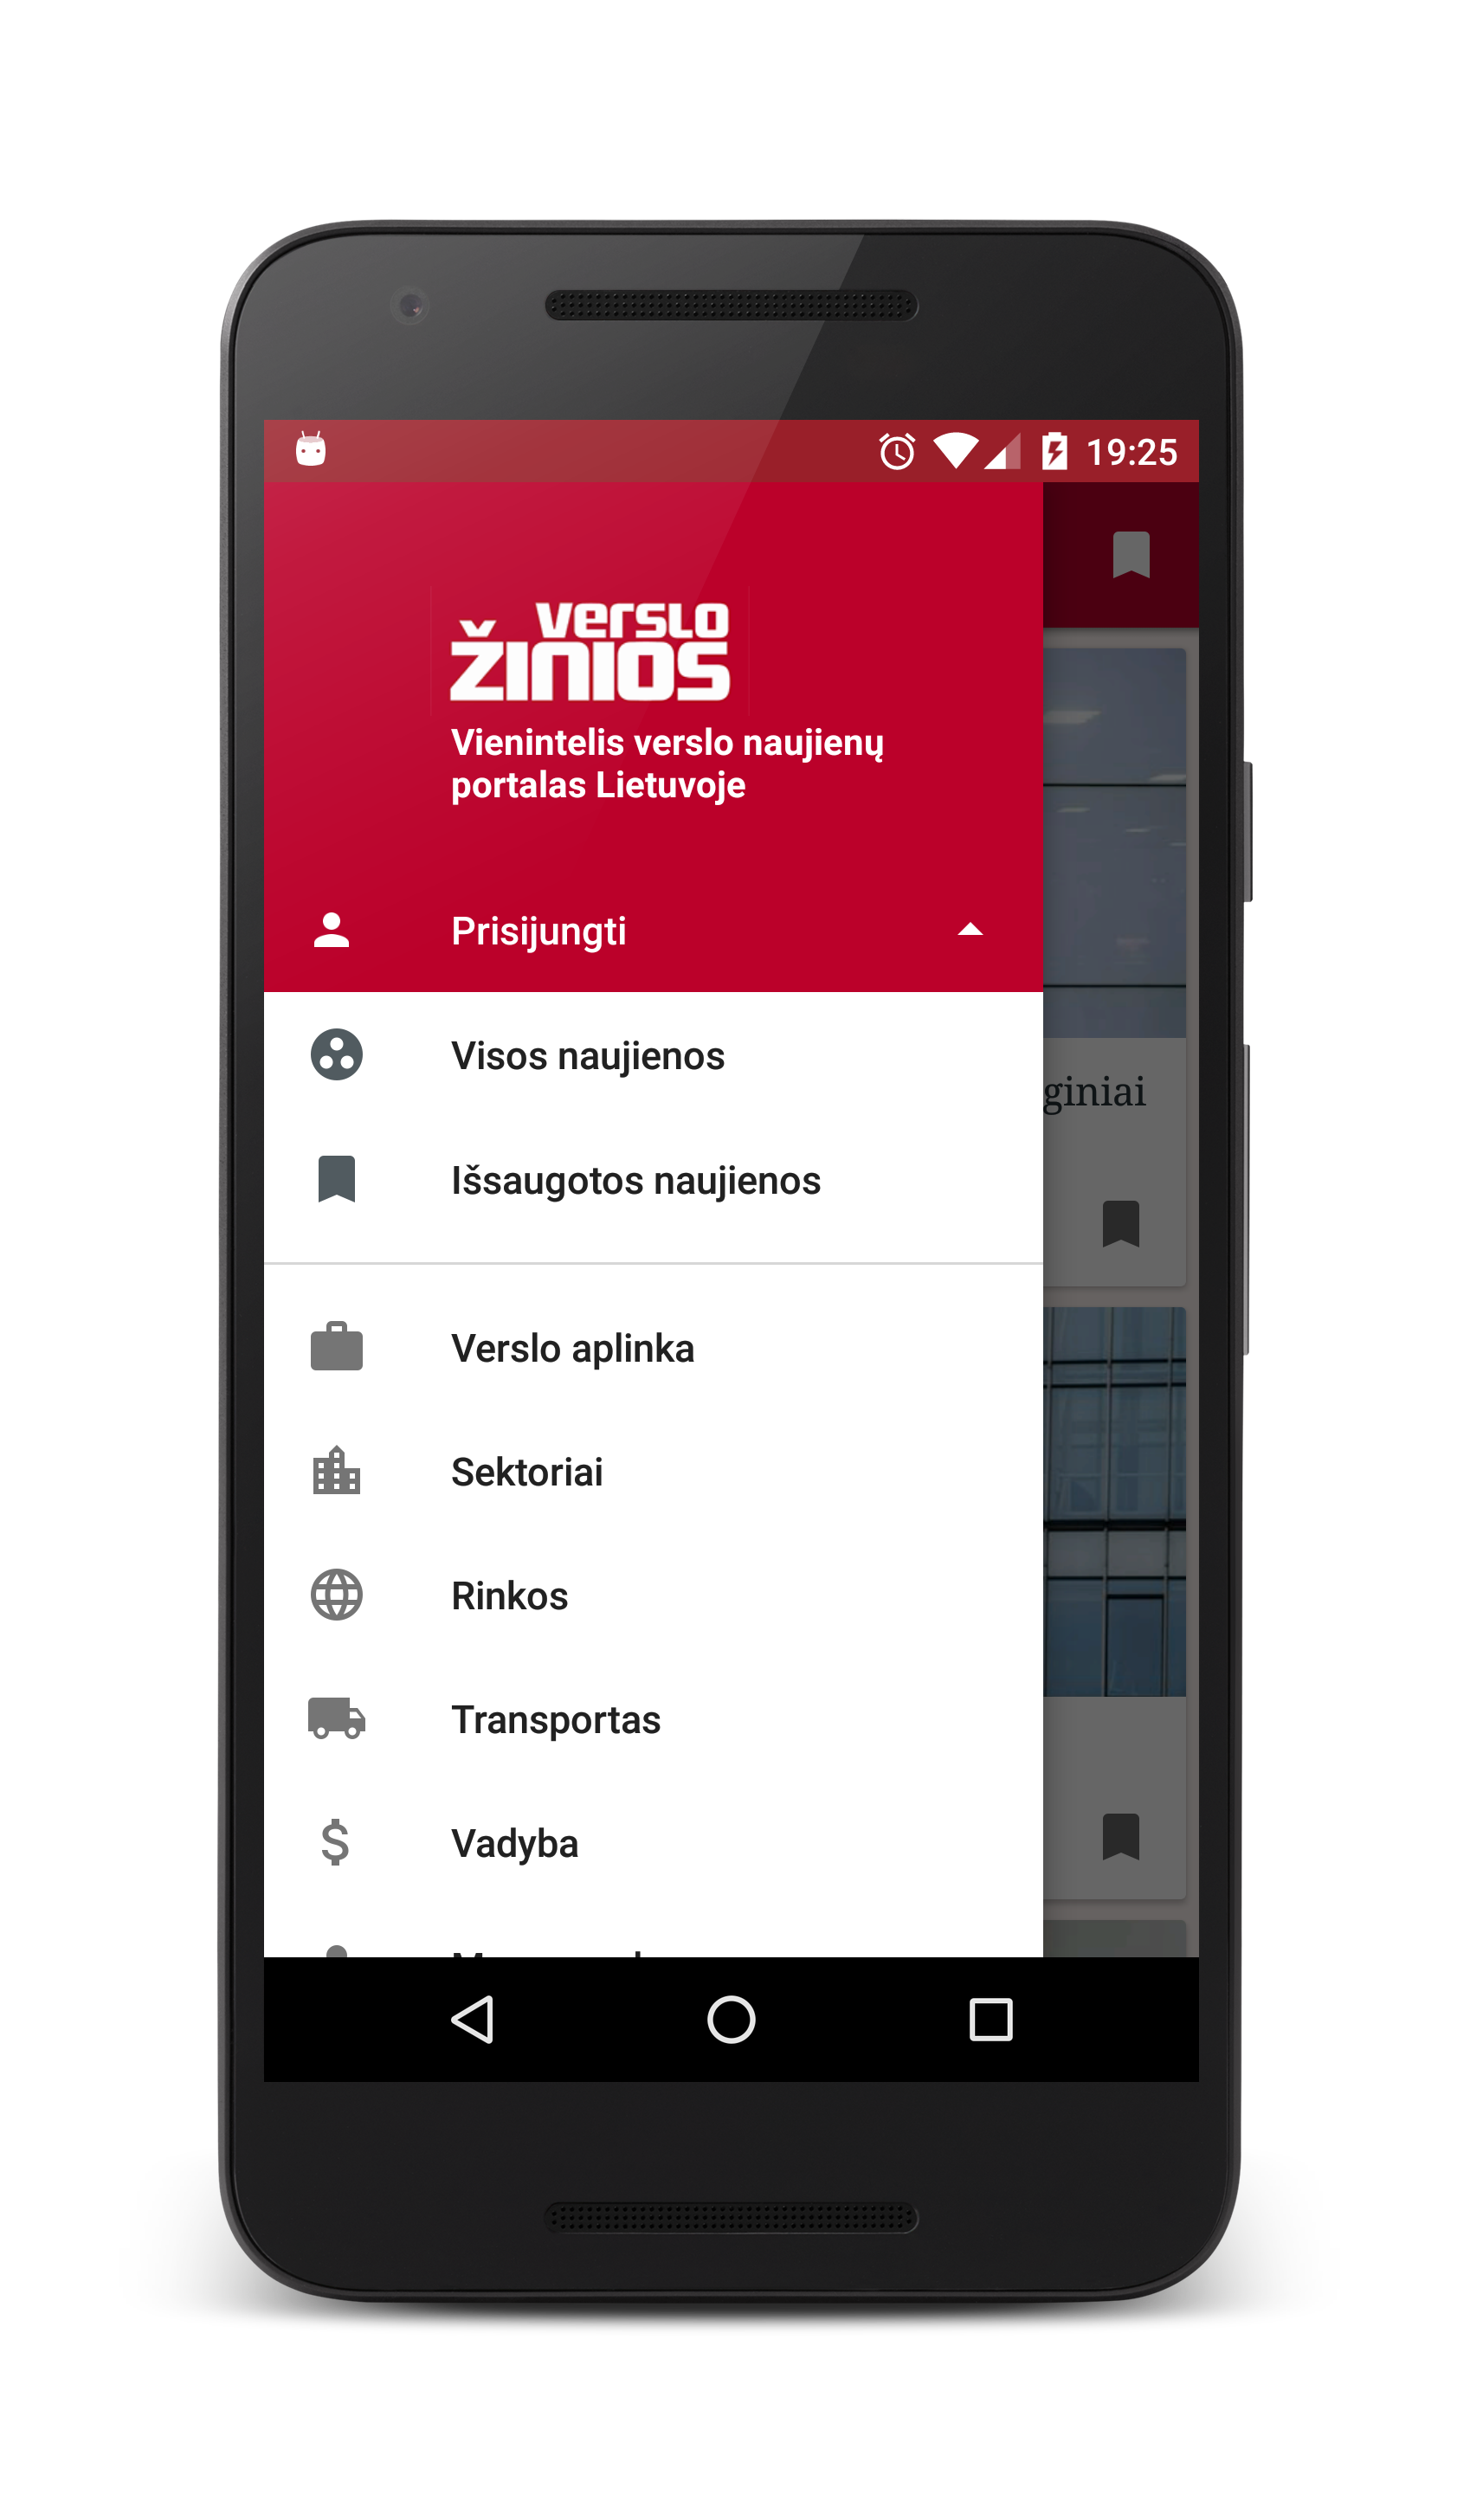 19:25
verslo
žinios
Vienintelis verslo naujienų
portalas Lietuvoje
Prisijungti
Visos naujienos
giniai
Išsaugotos naujienos
Verslo aplinka
Sektoriai
Rinkos
Transportas
$
Vadyba